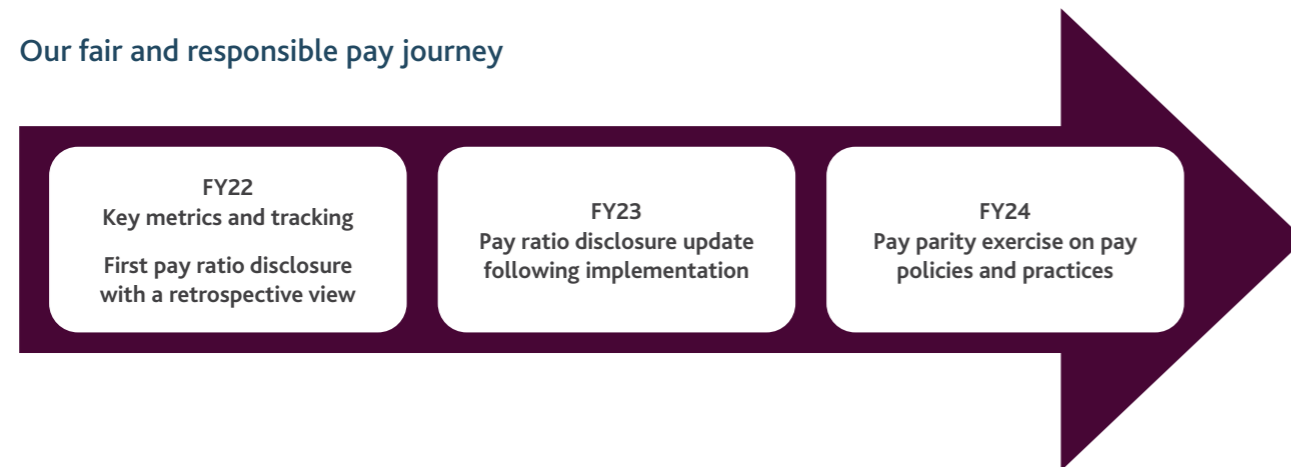 Our fair and responsible pay journey
FY22
Key metrics and tracking
First pay ratio disclosure
with a retrospective view
FY23
Pay ratio disclosure update
following implementation
FY24
Pay parity exercise on pay
policies and practices